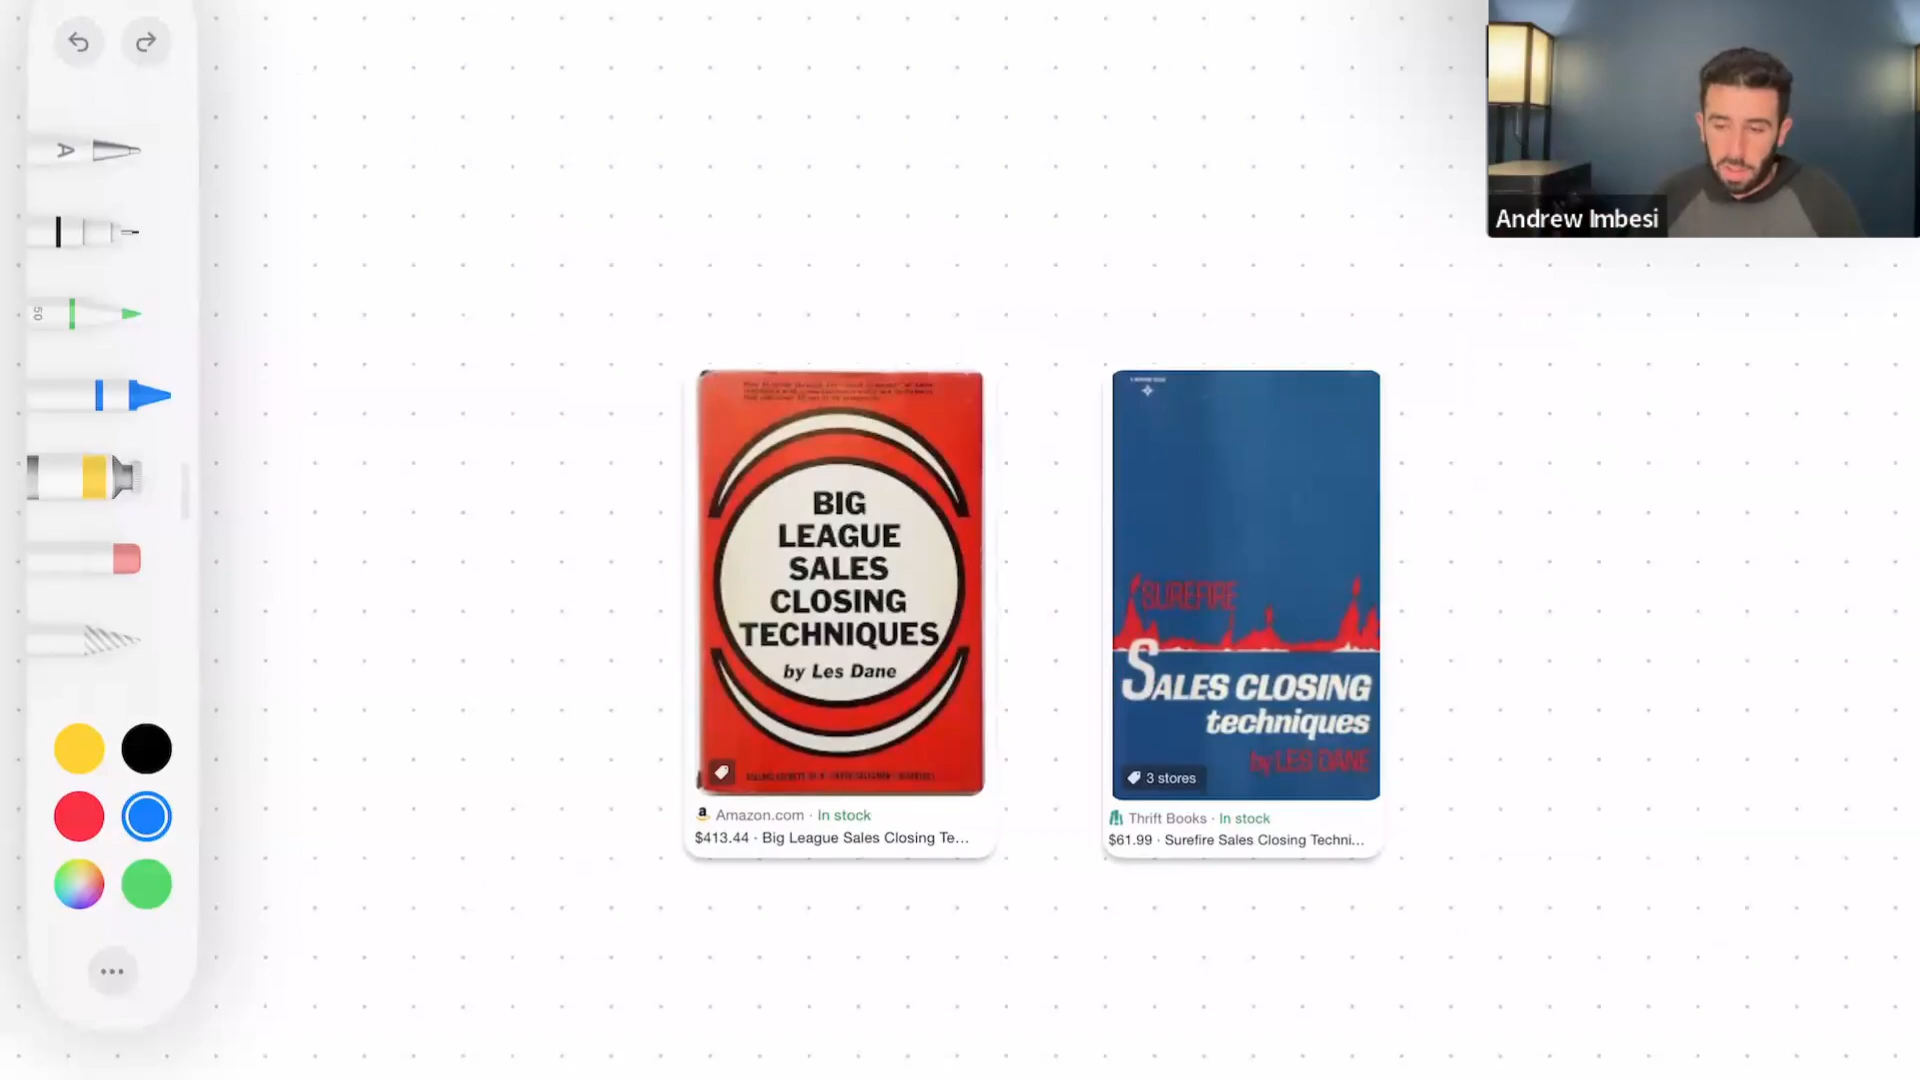 Andrew Imbesi
A
50
BIG
LEAGUE
SALES
CLOSING
TECHNIQUES
by Les Dane
a Amazon.com · In stock
$413.44 · Big League Sales Closing Te...
SUREFIRE
SALES CLOSING
techniques
by LES DANE
3 stores
Thrift Books · In stock
$61.99 · Surefire Sales Closing Techni...